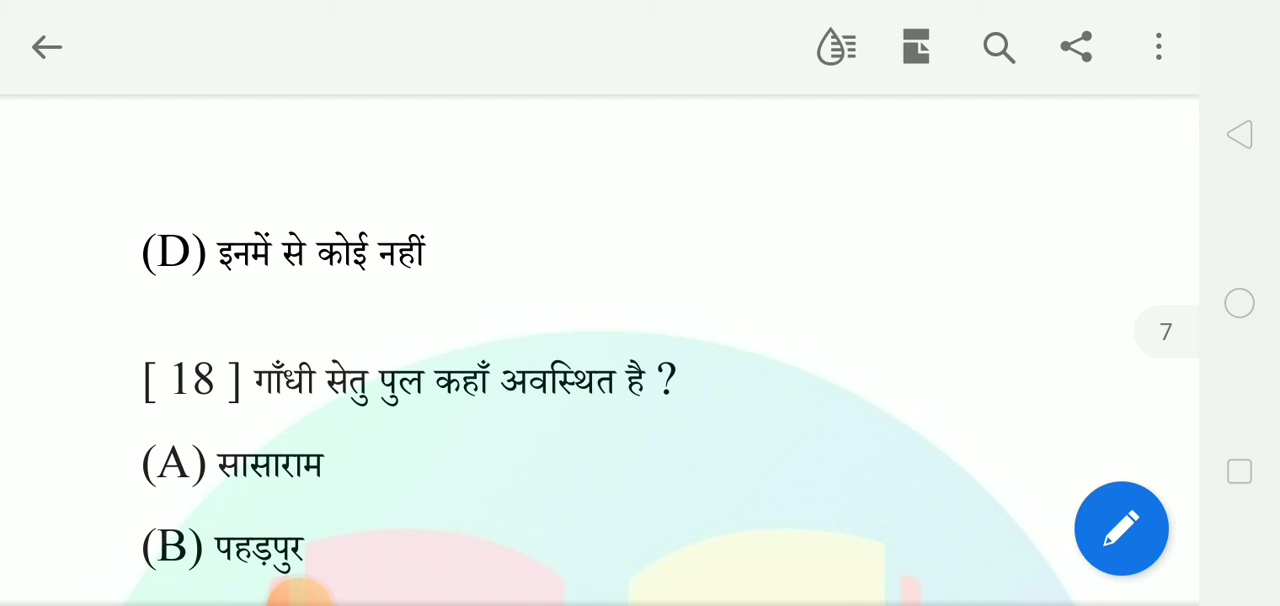 (D) इनमें से कोई नहीं
7
[ 18 ] गाँधी सेतु पुल कहाँ अवस्थित है ?
(A) सासाराम
(B) पहड़पुर